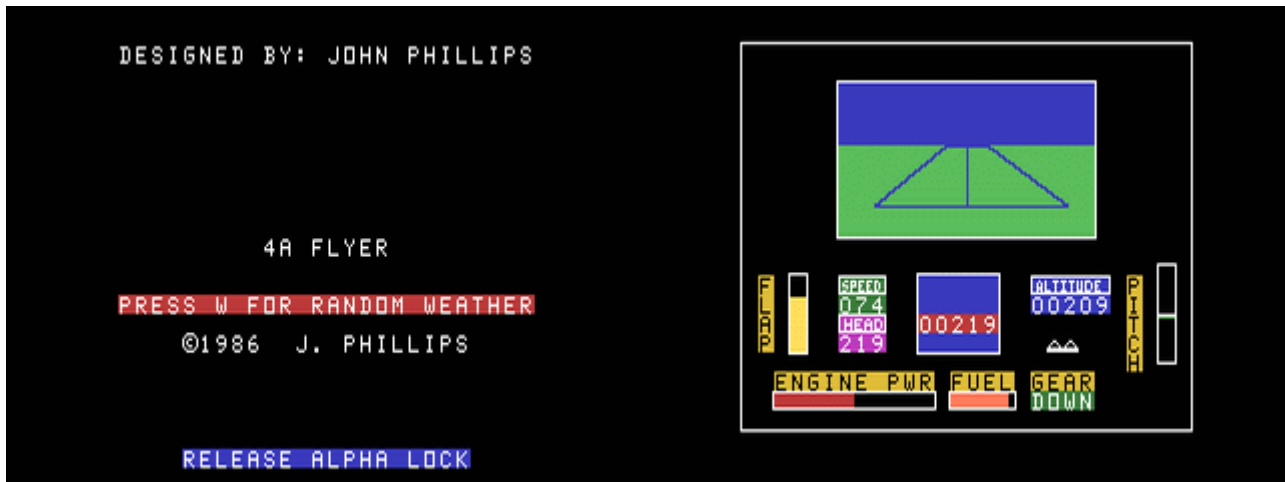 DESIGNED BY: JOHN PHILLIPS
4A FLYER
PRESS W FOR RANDOM WEATHER
©1986 J. PHILLIPS
RELEASE ALPHA LOCK
FLAP
SPEED
074
HEAD
219
00219
ALTITUDE
00209
PITCH
ENGINE PWR
FUEL
GEAR
DOWN